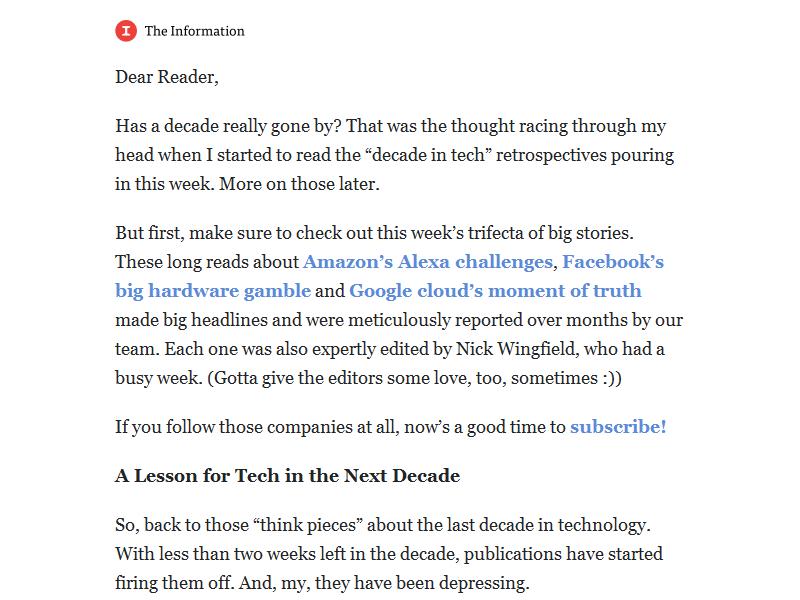 The Information
Dear Reader,
Has a decade really gone by? That was the thought racing through my
head when I started to read the “decade in tech” retrospectives pouring
in this week. More on those later.
But first, make sure to check out this week’s trifecta of big stories.
These long reads about Amazon’s Alexa challenges, Facebook’s
big hardware gamble and Google cloud’s moment of truth
made big headlines and were meticulously reported over months by our
team. Each one was also expertly edited by Nick Wingfield, who had a
busy week. (Gotta give the editors some love, too, sometimes :))
If you follow those companies at all, now’s a good time to subscribe!
A Lesson for Tech in the Next Decade
So, back to those “think pieces” about the last decade in technology.
With less than two weeks left in the decade, publications have started
firing them off. And, my, they have been depressing.